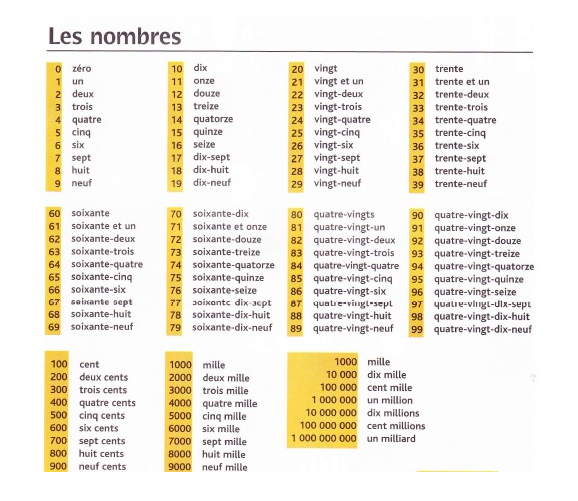 Les nombres
0 zéro
1 un
2 deux
3 trois
4 quatre
5 cinq
6 six
7 sept
8 huit
9 neuf
10 dix
11 onze
12 douze
13 treize
14 quatorze
15 quinze
16 seize
17 dix-sept
18 dix-huit
19 dix-neuf
20 vingt
21 vingt et un
22 vingt-deux
23 vingt-trois
24 vingt-quatre
25 vingt-cinq
26 vingt-six
27 vingt-sept
28 vingt-huit
29 vingt-neuf
30 trente
31 trente et un
32 trente-deux
33 trente-trois
34 trente-quatre
35 trente-cinq
36 trente-six
37 trente-sept
38 trente-huit
39 trente-neuf
60 soixante
61 soixante et un
62 soixante-deux
63 soixante-trois
64 soixante-quatre
65 soixante-cinq
66 soixante-six
67 soixante sept
68 soixante-huit
69 soixante-neuf
70 soixante-dix
71 soixante et onze
72 soixante-douze
73 soixante-treize
74 soixante-quatorze
75 soixante-quinze
76 soixante-seize
77 soixante dix-sept
78 soixante-dix-huit
79 soixante-dix-neuf
80 quatre-vingts
81 quatre-vingt-un
82 quatre-vingt-deux
83 quatre-vingt-trois
84 quatre-vingt-quatre
85 quatre-vingt-cinq
86 quatre-vingt-six
87 quatre-vingt-sept
88 quatre-vingt-huit
89 quatre-vingt-neuf
90 quatre-vingt-dix
91 quatre-vingt-onze
92 quatre-vingt-douze
93 quatre-vingt-treize
94 quatre-vingt-quatorze
95 quatre-vingt-quinze
96 quatre-vingt-seize
97 quatre-vingt-dix-sept
98 quatre-vingt-dix-huit
99 quatre-vingt-dix-neuf
100 cent
200 deux cents
300 trois cents
400 quatre cents
500 cinq cents
600 six cents
700 sept cents
800 huit cents
900 neuf cents
1000 mille
2000 deux mille
3000 trois mille
4000 quatre mille
5000 cinq mille
6000 six mille
7000 sept mille
8000 huit mille
9000 neuf mille
1000 mille
10 000 dix mille
100 000 cent mille
1 000 000 un million
10 000 000 dix millions
100 000 000 cent millions
1 000 000 000 un milliard